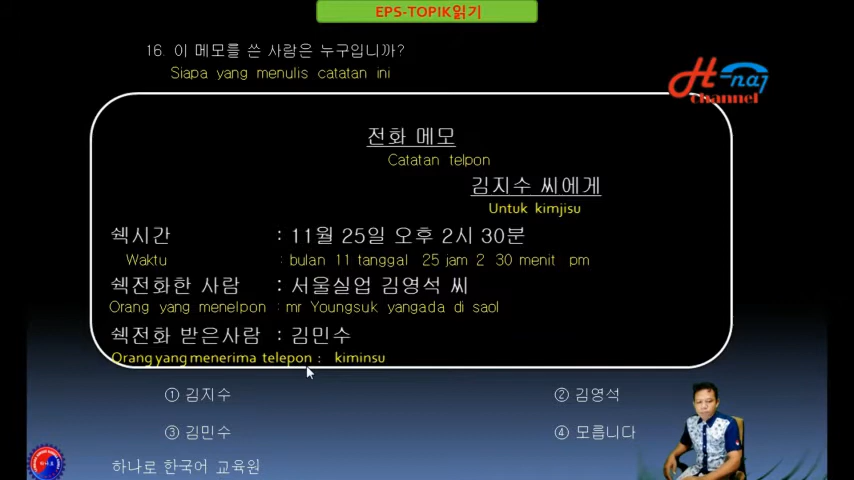 EPS-TOPIK읽기
16. 이 메모를 쓴 사람은 누구입니까?
Siapa yang menulis catatan ini
H-naj
channel
전화 메모
Catatan telpon
김지수 씨에게
Untuk kimjisu
쉑시간 : 11월 25일 오후 2시 30분
Waktu : bulan 11 tanggal 25 jam 2 30 menit pm
쉑전화한 사람 : 서울실업 김영석 씨
Orang yang menelpon : mr Youngsuk yangada di saol
쉑전화 받은사람 : 김민수
Orang yang menerima telepon : kiminsu
① 김지수 ② 김영석
③ 김민수 ④ 모릅니다
하나로 한국어 교육원